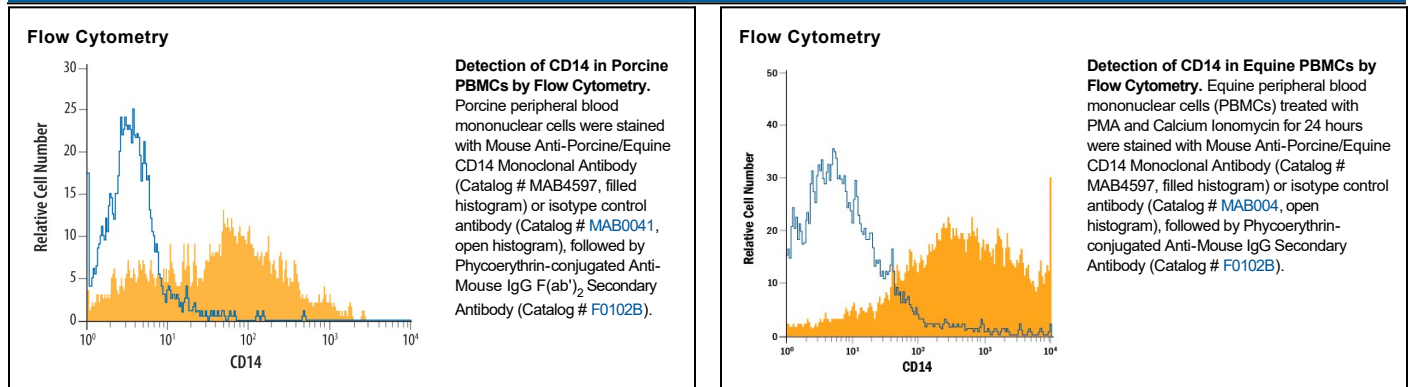 Flow Cytometry
30
25
20
15
10
5
0
Relative Cell Number
10⁰
10¹
10²
10³
10⁴
CD14
Detection of CD14 in Porcine
PBMCs by Flow Cytometry.
Porcine peripheral blood
mononuclear cells were stained
with Mouse Anti-Porcine/Equine
CD14 Monoclonal Antibody
(Catalog # MAB4597, filled
histogram) or isotype control
antibody (Catalog # MAB0041,
open histogram), followed by
Phycoerythrin-conjugated Anti-
Mouse IgG F(ab')₂ Secondary
Antibody (Catalog # F0102B).
Flow Cytometry
50
40
30
20
10
0
Relative Cell Number
10⁰
10¹
10²
10³
10⁴
CD14
Detection of CD14 in Equine PBMCs by
Flow Cytometry. Equine peripheral blood
mononuclear cells (PBMCs) treated with
PMA and Calcium Ionomycin for 24 hours
were stained with Mouse Anti-Porcine/Equine
CD14 Monoclonal Antibody (Catalog #
MAB4597, filled histogram) or isotype control
antibody (Catalog # MAB004, open
histogram), followed by Phycoerythrin-
conjugated Anti-Mouse IgG Secondary
Antibody (Catalog # F0102B).